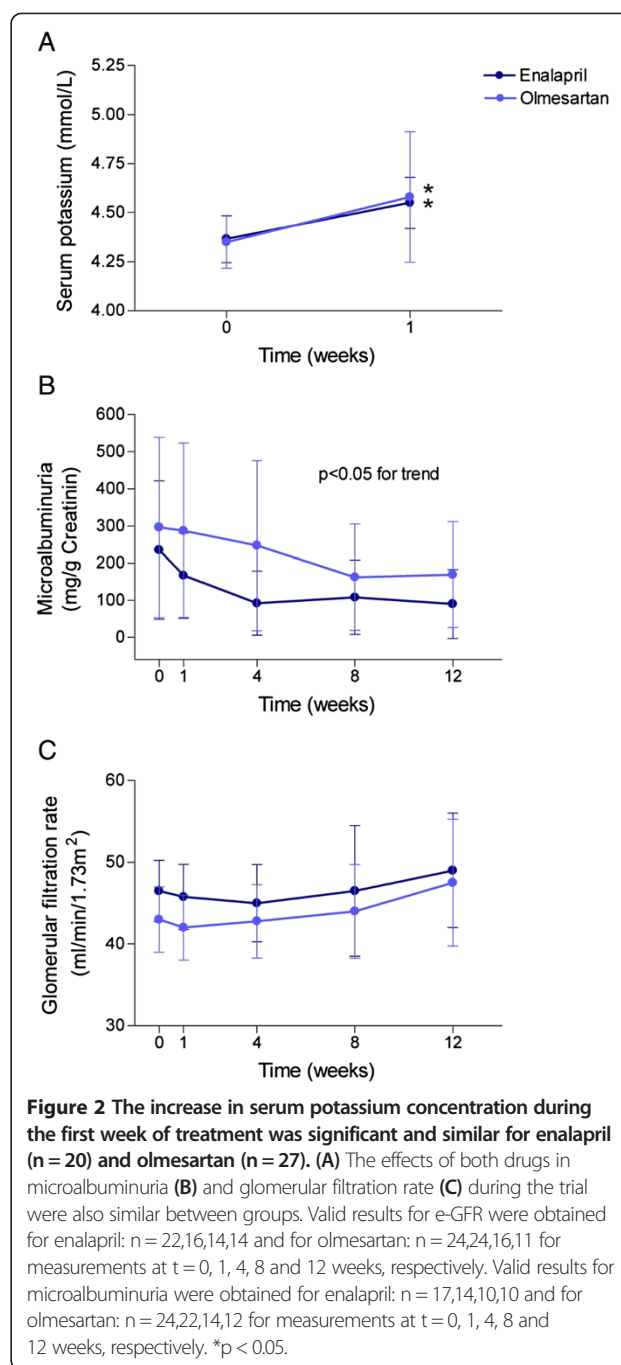 A
5.25
5.00
4.75
4.50
4.25
4.00
Serum potassium (mmol/L)
Enalapril
Olmesartan
*
*
0 1
Time (weeks)
B
600
500
400
300
200
100
0
Microalbuminuria
(mg/g Creatinin)
p<0.05 for trend
0 1 4 8 12
Time (weeks)
C
60
50
40
30
Glomerular filtration rate
(ml/min/1.73m²)
0 1 4 8 12
Time (weeks)
Figure 2 The increase in serum potassium concentration during
the first week of treatment was significant and similar for enalapril
(n = 20) and olmesartan (n = 27). (A) The effects of both drugs in
microalbuminuria (B) and glomerular filtration rate (C) during the trial
were also similar between groups. Valid results for e-GFR were obtained
for enalapril: n = 22,16,14,14 and for olmesartan: n = 24,24,16,11 for
measurements at t = 0, 1, 4, 8 and 12 weeks, respectively. Valid results for
microalbuminuria were obtained for enalapril: n = 17,14,10,10 and for
olmesartan: n = 24,22,14,12 for measurements at t = 0, 1, 4, 8 and
12 weeks, respectively. *p < 0.05.